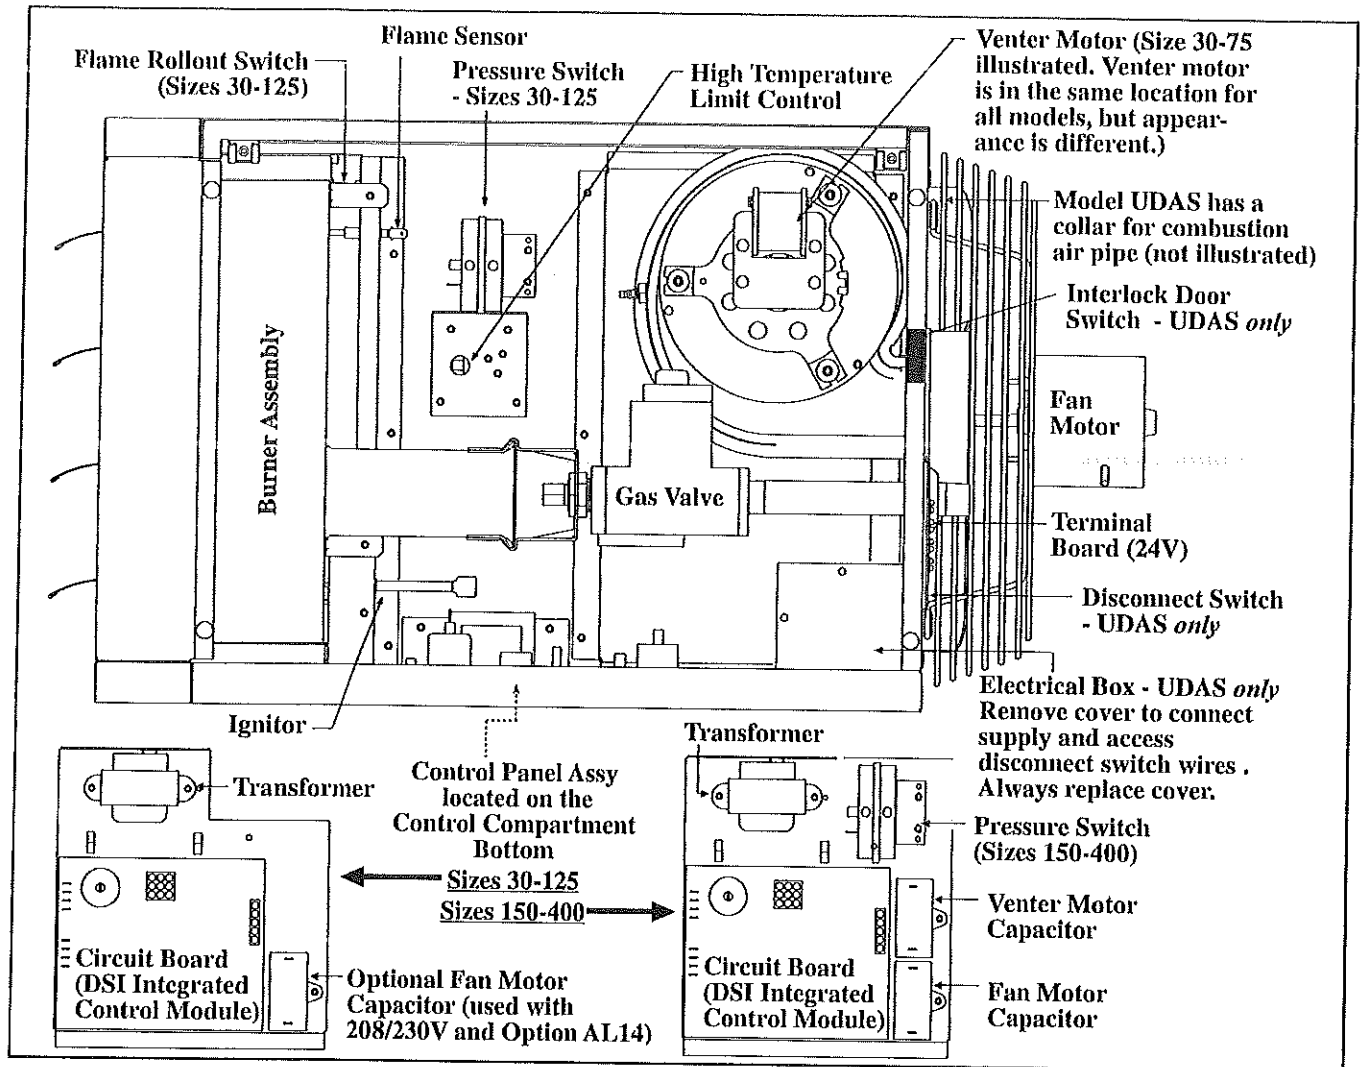 Flame Sensor
Flame Rollout Switch
(Sizes 30-125)
Pressure Switch
- Sizes 30-125
High Temperature
Limit Control
Venter Motor (Size 30-75
illustrated. Venter motor
is in the same location for
all models, but appear-
ance is different.)
Model UDAS has a
collar for combustion
air pipe (not illustrated)
Interlock Door
Switch - UDAS only
Burner Assembly
Fan
Motor
Gas Valve
Terminal
Board (24V)
Disconnect Switch
- UDAS only
Electrical Box - UDAS only
Remove cover to connect
supply and access
disconnect switch wires .
Always replace cover.
Ignitor
Transformer
Control Panel Assy
located on the
Control Compartment
Bottom
Sizes 30-125
Sizes 150-400
Circuit Board
(DSI Integrated
Control Module)
Optional Fan Motor
Capacitor (used with
208/230V and Option AL14)
Transformer
Pressure Switch
(Sizes 150-400)
Venter Motor
Capacitor
Circuit Board
(DSI Integrated
Control Module)
Fan Motor
Capacitor